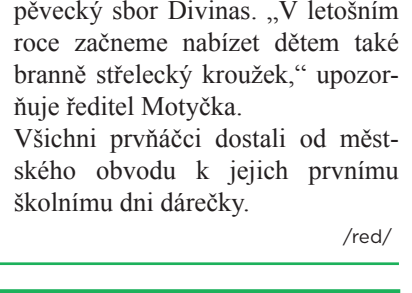 pěvecký sbor Divinas. „V letošním
roce začneme nabízet dětem také
branně střelecký kroužek,“ upozor-
ňuje ředitel Motyčka.
Všichni prvňáčci dostali od měst-
ského obvodu k jejich prvnímu
školnímu dni dárečky.
/red/